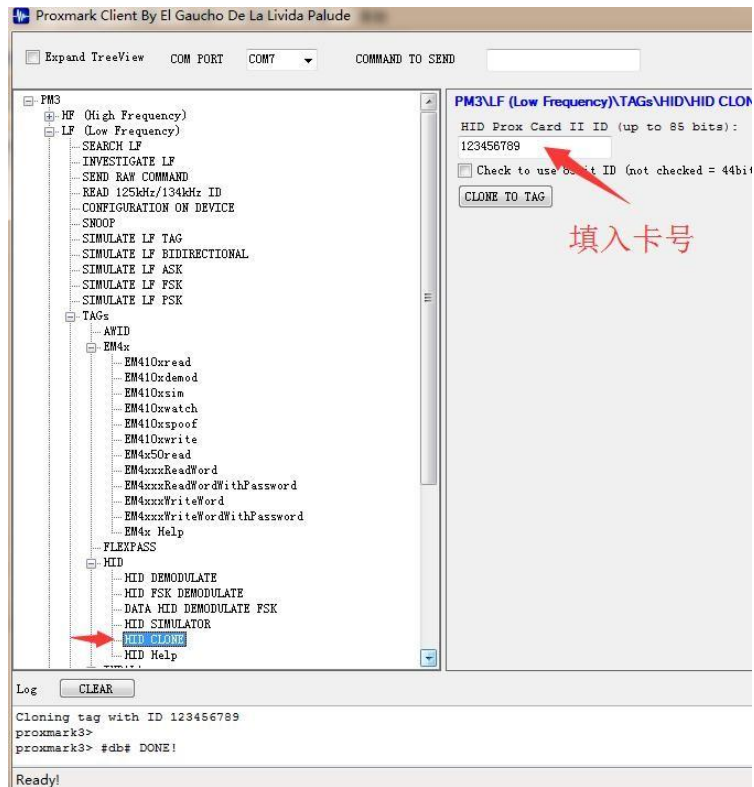 Proxmark Client By El Gaucho De La Livida Palude
Expand TreeView COM PORT COM7 COMMAND TO SEND
PM3
HF (High Frequency)
LF (Low Frequency)
SEARCH LF
INVESTIGATE LF
SEND RAW COMMAND
READ 125kHz/134kHz ID
CONFIGURATION ON DEVICE
SNOOP
SIMULATE LF TAG
SIMULATE LF BIDIRECTIONAL
SIMULATE LF ASK
SIMULATE LF FSK
SIMULATE LF PSK
TAGs
AWID
EM4x
EM410xread
EM410xdemod
EM410xsim
EM410xwatch
EM410xspoof
EM410xwrite
EM4x50read
EM4xxxReadWord
EM4xxxReadWordWithPassword
EM4xxxWriteWord
EM4xxxWriteWordWithPassword
EM4x Help
FLEXPASS
HID
HID DEMODULATE
HID FSK DEMODULATE
DATA HID DEMODULATE FSK
HID SIMULATOR
HID CLONE
HID Help
PM3\LF (Low Frequency)\TAGs\HID\HID CLON
HID Prox Card II ID (up to 85 bits):
123456789
Check to use ID (not checked = 44bit
CLONE TO TAG
填入卡号
Log CLEAR
Cloning tag with ID 123456789
proxmark3>
proxmark3> #db# DONE!
Ready!